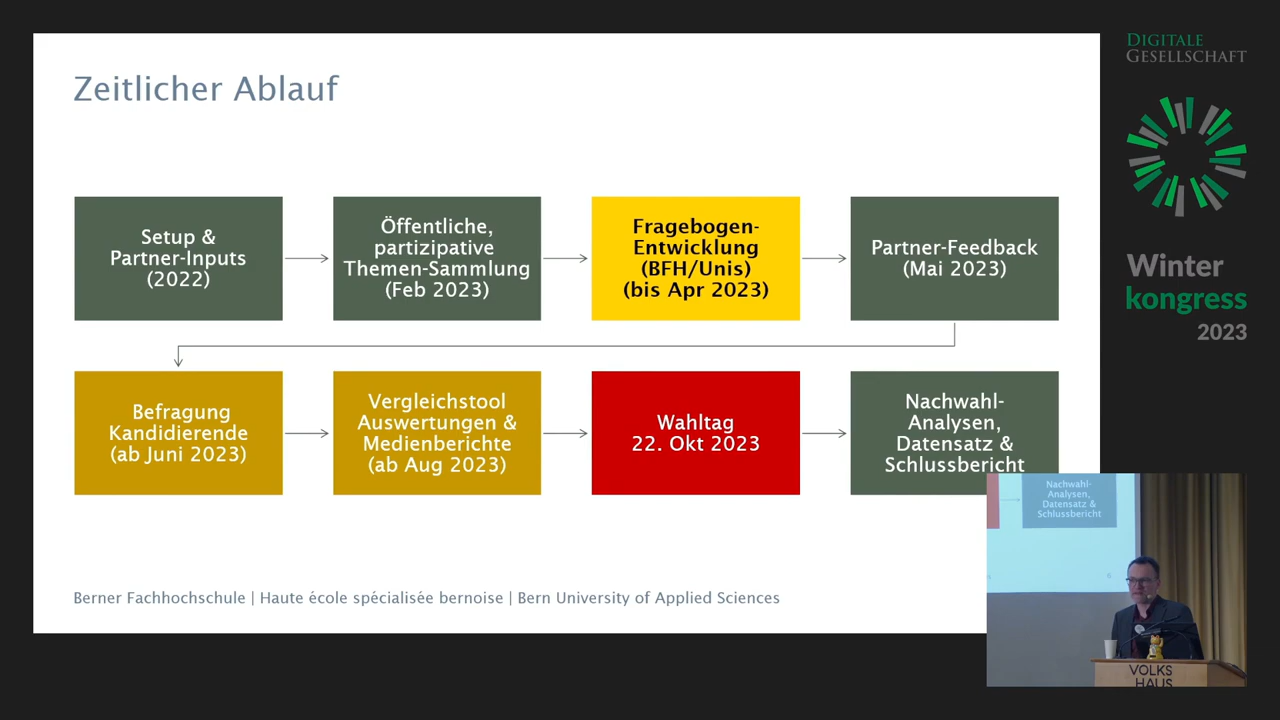 Zeitlicher Ablauf
Setup &
Partner-Inputs
(2022)
Öffentliche,
partizipative
Themen-Sammlung
(Feb 2023)
Fragebogen-
Entwicklung
(BFH/Unis)
(bis Apr 2023)
Partner-Feedback
(Mai 2023)
Befragung
Kandidierende
(ab Juni 2023)
Vergleichstool
Auswertungen &
Medienberichte
(ab Aug 2023)
Wahltag
22. Okt 2023
Nachwahl-
Analysen,
Datensatz &
Schlussbericht
Berner Fachhochschule | Haute école spécialisée bernoise | Bern University of Applied Sciences
DIGITALE
GESELLSCHAFT
Winter
kongress
2023
Nachwahl-
Analysen,
Datensatz &
Schlussbericht
VOLKS
HAUS